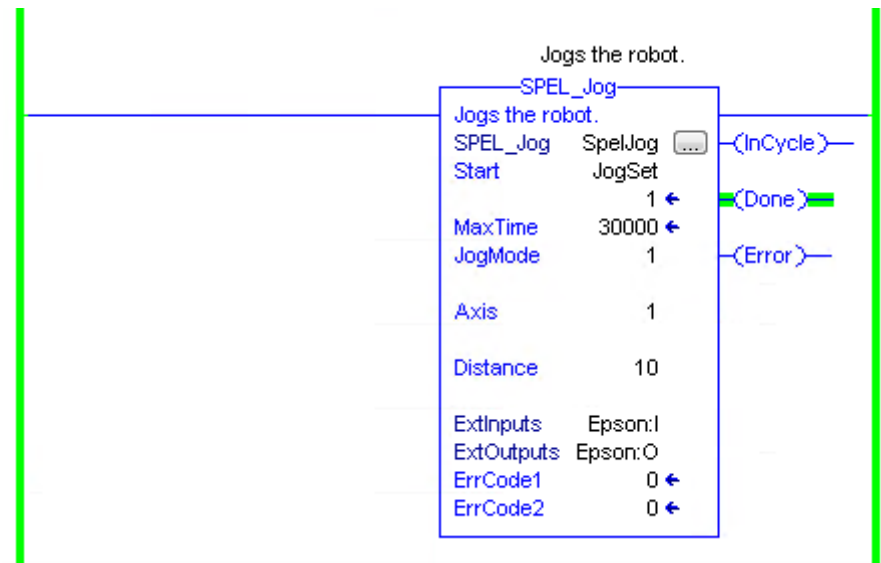 Jogs the robot.
SPEL_Jog
Jogs the robot.
SPEL_Jog SpelJog ... (InCycle)
Start JogSet
1 (Done)
MaxTime 30000
JogMode 1 (Error)
Axis 1
Distance 10
ExtInputs Epson:I
ExtOutputs Epson:O
ErrCode1 0
ErrCode2 0